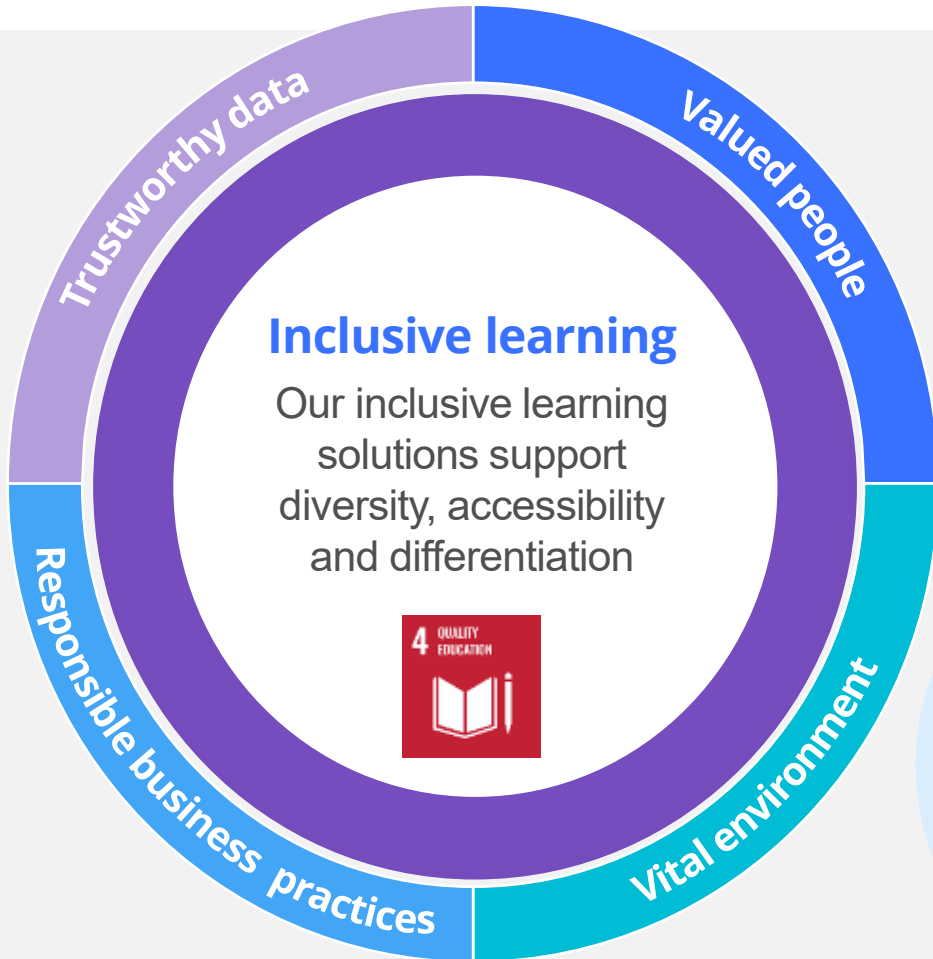 Trustworthy data
Valued people
Inclusive learning
Our inclusive learning
solutions support
diversity, accessibility
and differentiation
4 QUALITY
EDUCATION
Responsible business practices
Vital environment